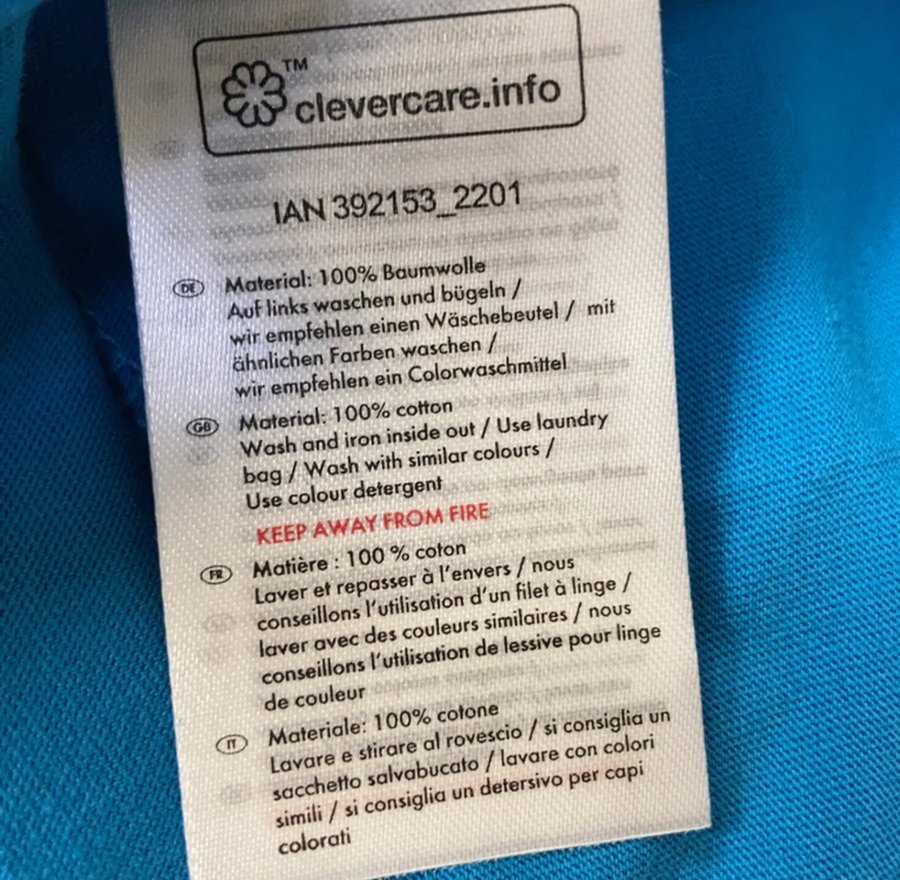 TM
clevercare.info
IAN 392153_2201
DE Material: 100% Baumwolle
Auf links waschen und bügeln /
wir empfehlen einen Wäschebeutel / mit
ähnlichen Farben waschen /
wir empfehlen ein Colorwaschmittel
GB Material: 100% cotton
Wash and iron inside out / Use laundry
bag / Wash with similar colours /
Use colour detergent
KEEP AWAY FROM FIRE
FR Matière : 100 % coton
Laver et repasser à l'envers / nous
conseillons l'utilisation d'un filet à linge /
laver avec des couleurs similaires / nous
conseillons l'utilisation de lessive pour linge
de couleur
IT Materiale: 100% cotone
Lavare e stirare al rovescio / si consiglia un
sacchetto salvabucato / lavare con colori
simili / si consiglia un detersivo per capi
colorati